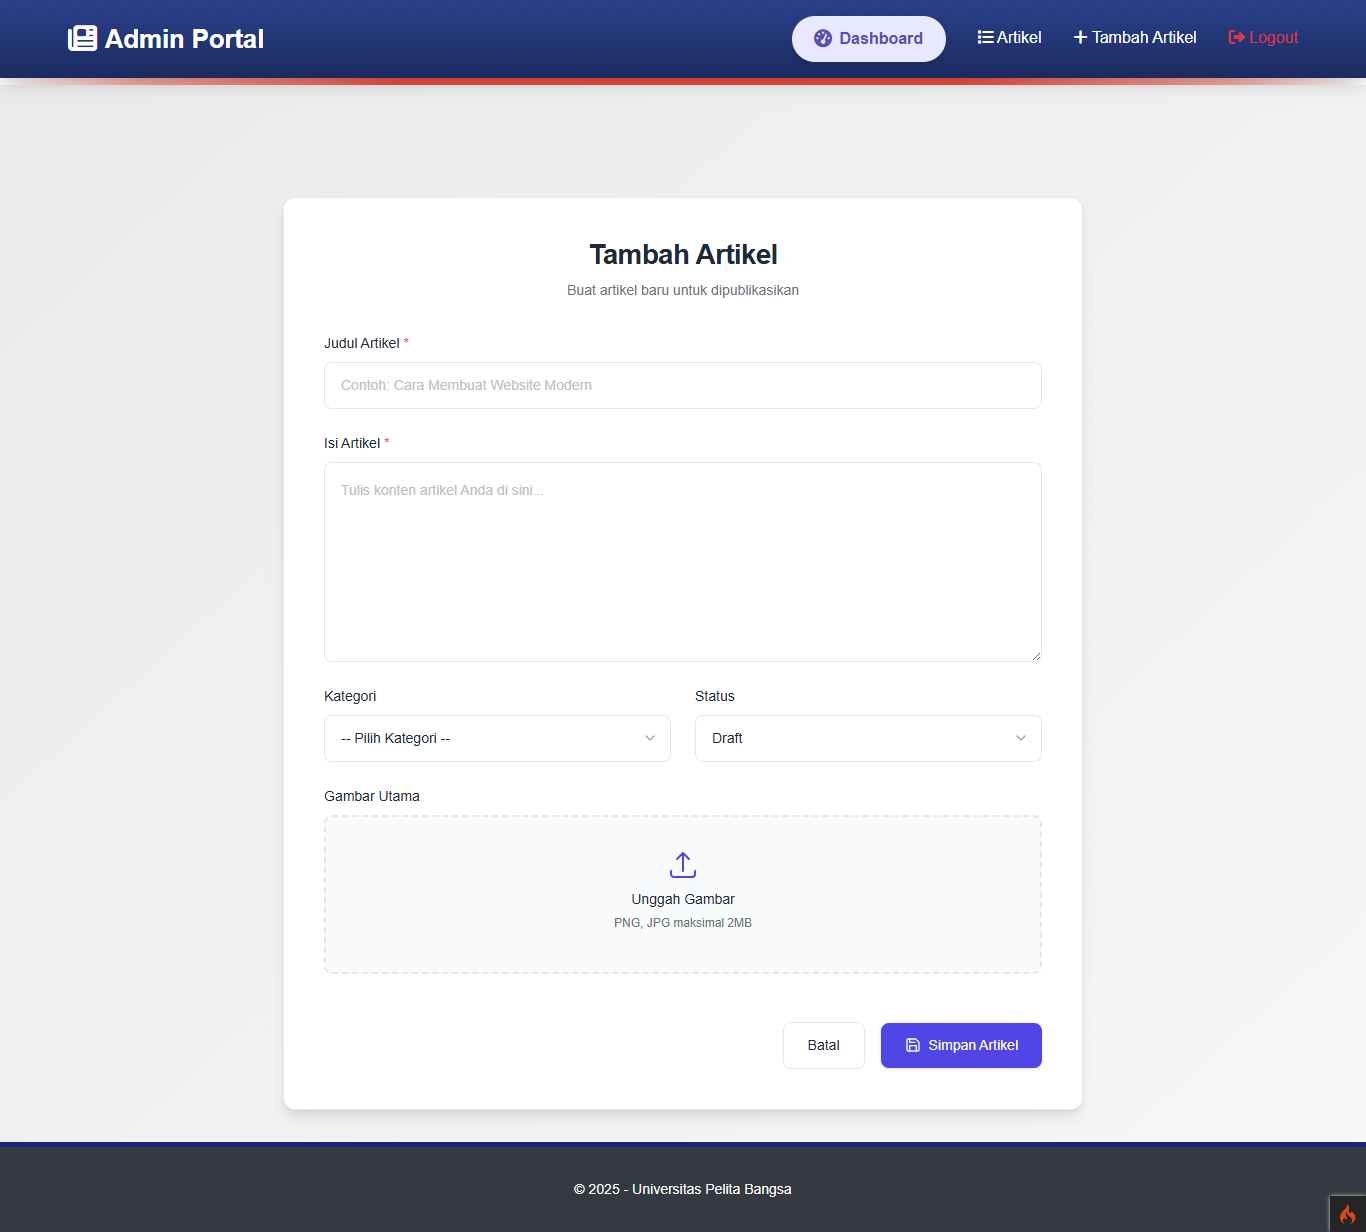 Admin Portal
Dashboard
Artikel
Tambah Artikel
Logout
Tambah Artikel
Buat artikel baru untuk dipublikasikan
Judul Artikel *
Contoh: Cara Membuat Website Modern
Isi Artikel *
Tulis konten artikel Anda di sini...
Kategori
Status
-- Pilih Kategori --
Draft
Gambar Utama
Unggah Gambar
PNG, JPG maksimal 2MB
Batal
Simpan Artikel
© 2025 - Universitas Pelita Bangsa